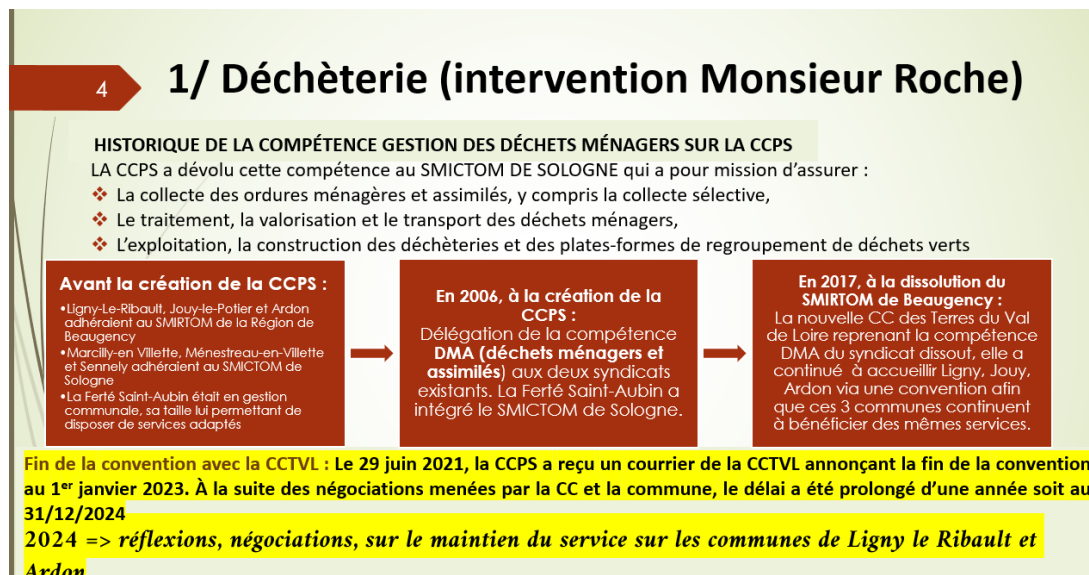 4
1/ Déchèterie (intervention Monsieur Roche)
HISTORIQUE DE LA COMPÉTENCE GESTION DES DÉCHETS MÉNAGERS SUR LA CCPS
LA CCPS a dévolu cette compétence au SMICTOM DE SOLOGNE qui a pour mission d'assurer :
❖ La collecte des ordures ménagères et assimilés, y compris la collecte sélective,
❖ Le traitement, la valorisation et le transport des déchets ménagers,
❖ L'exploitation, la construction des déchèteries et des plates-formes de regroupement de déchets verts
Avant la création de la CCPS :
•Ligny-Le-Ribault, Jouy-le-Potier et Ardon
adhéraient au SMIRTOM de la Région de
Beaugency
•Marcilly-en Villette, Ménestreau-en-Villette
et Sennely adhéraient au SMICTOM de
Sologne
•La Ferté Saint-Aubin était en gestion
communale, sa taille lui permettant de
disposer de services adaptés
En 2006, à la création de la
CCPS :
Délégation de la compétence
DMA (déchets ménagers et
assimilés) aux deux syndicats
existants. La Ferté Saint-Aubin a
intégré le SMICTOM de Sologne.
En 2017, à la dissolution du
SMIRTOM de Beaugency :
La nouvelle CC des Terres du Val
de Loire reprenant la compétence
DMA du syndicat dissout, elle a
continué à accueillir Ligny, Jouy,
Ardon via une convention afin
que ces 3 communes continuent
à bénéficier des mêmes services.
Fin de la convention avec la CCTVL : Le 29 juin 2021, la CCPS a reçu un courrier de la CCTVL annonçant la fin de la convention
au 1er janvier 2023. À la suite des négociations menées par la CC et la commune, le délai a été prolongé d'une année soit au
31/12/2024
2024 => réflexions, négociations, sur le maintien du service sur les communes de Ligny le Ribault et
Ardon